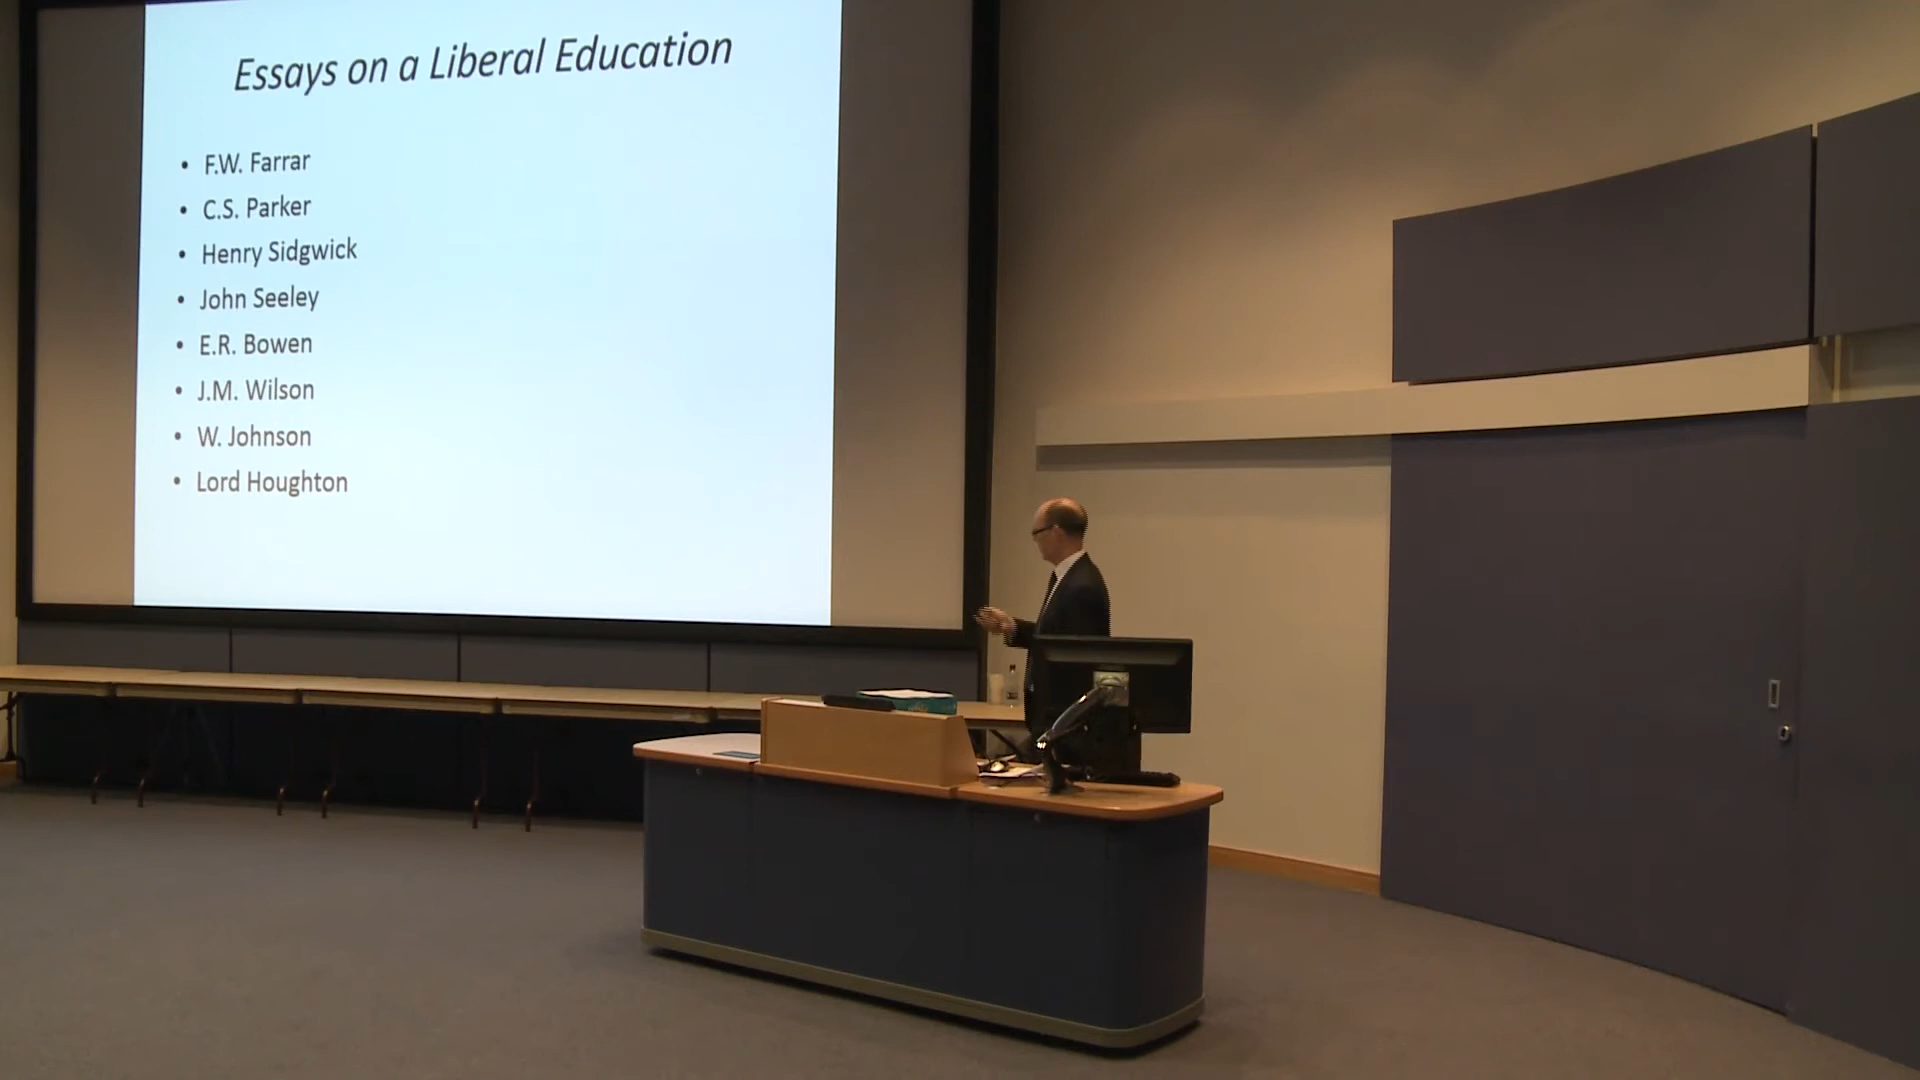 Essays on a Liberal Education
• F.W. Farrar
• C.S. Parker
• Henry Sidgwick
• John Seeley
• E.R. Bowen
• J.M. Wilson
• W. Johnson
• Lord Houghton